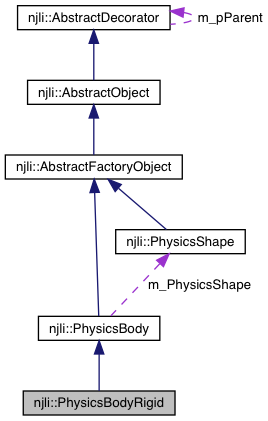 njli::AbstractDecorator
m_pParent
njli::AbstractObject
njli::AbstractFactoryObject
njli::PhysicsShape
m_PhysicsShape
njli::PhysicsBody
njli::PhysicsBodyRigid